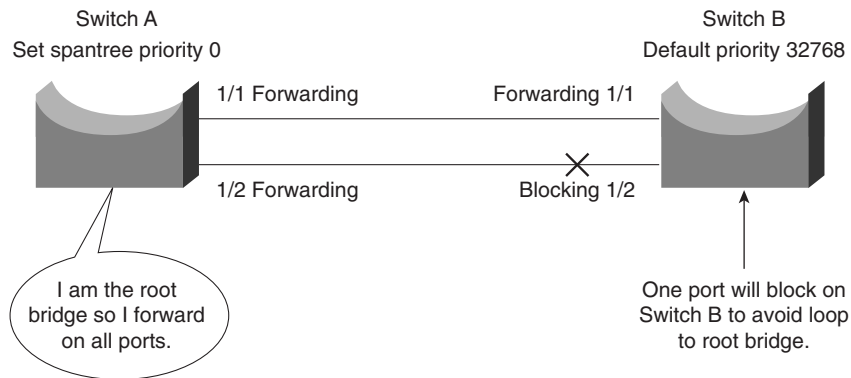 Switch A
Set spantree priority 0
Switch B
Default priority 32768
1/1 Forwarding
Forwarding 1/1
1/2 Forwarding
Blocking 1/2
I am the root
bridge so I forward
on all ports.
One port will block on
Switch B to avoid loop
to root bridge.